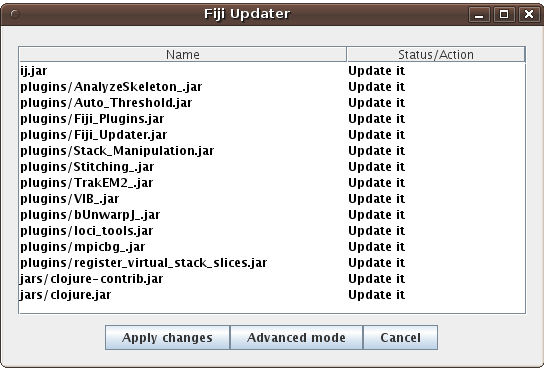 Fiji Updater
Name Status/Action
ij.jar Update it
plugins/AnalyzeSkeleton_.jar Update it
plugins/Auto_Threshold.jar Update it
plugins/Fiji_Plugins.jar Update it
plugins/Fiji_Updater.jar Update it
plugins/Stack_Manipulation.jar Update it
plugins/Stitching_.jar Update it
plugins/TrakEM2_.jar Update it
plugins/VIB_.jar Update it
plugins/bUnwarpJ_.jar Update it
plugins/loci_tools.jar Update it
plugins/mpicbg_.jar Update it
plugins/register_virtual_stack_slices.jar Update it
jars/clojure-contrib.jar Update it
jars/clojure.jar Update it
Apply changes Advanced mode Cancel